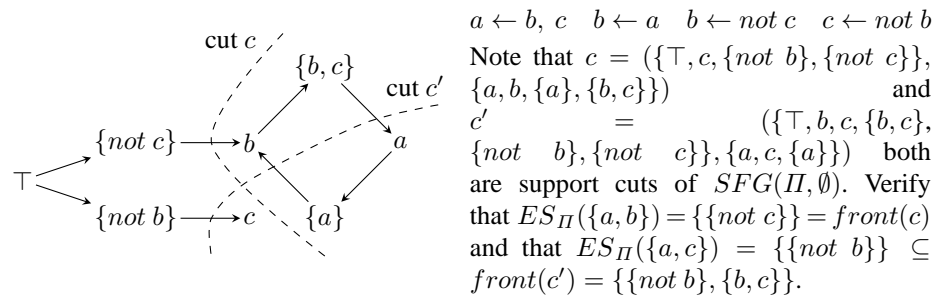 cut c
{b, c}
cut c′
{not c}
b
a
⊤
{not b}
c
{a}
a ← b, c b ← a b ← not c c ← not b
Note that c = ({⊤, c, {not b}, {not c}},
{a, b, {a}, {b, c}}) and
c′ = ({⊤, b, c, {b, c},
{not b}, {not c}}, {a, c, {a}}) both
are support cuts of SFG(Π, ∅). Verify
that ES_Π({a, b}) = {{not c}} = front(c)
and that ES_Π({a, c}) = {{not b}} ⊆
front(c′) = {{not b}, {b, c}}.